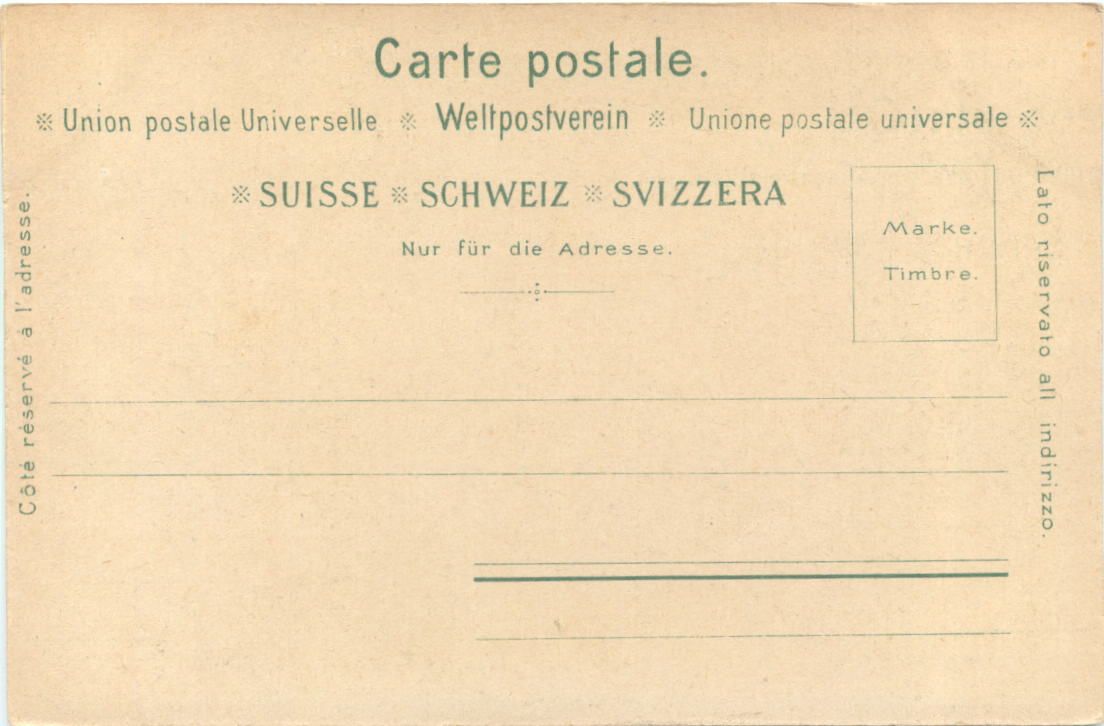 Carte postale.
※ Union postale Universelle ※ Weltpostverein ※ Unione postale universale ※
※ SUISSE ※ SCHWEIZ ※ SVIZZERA
Nur für die Adresse.
Marke.
Timbre.
Côté réservé à l'adresse.
Lato riservato all indirizzo.